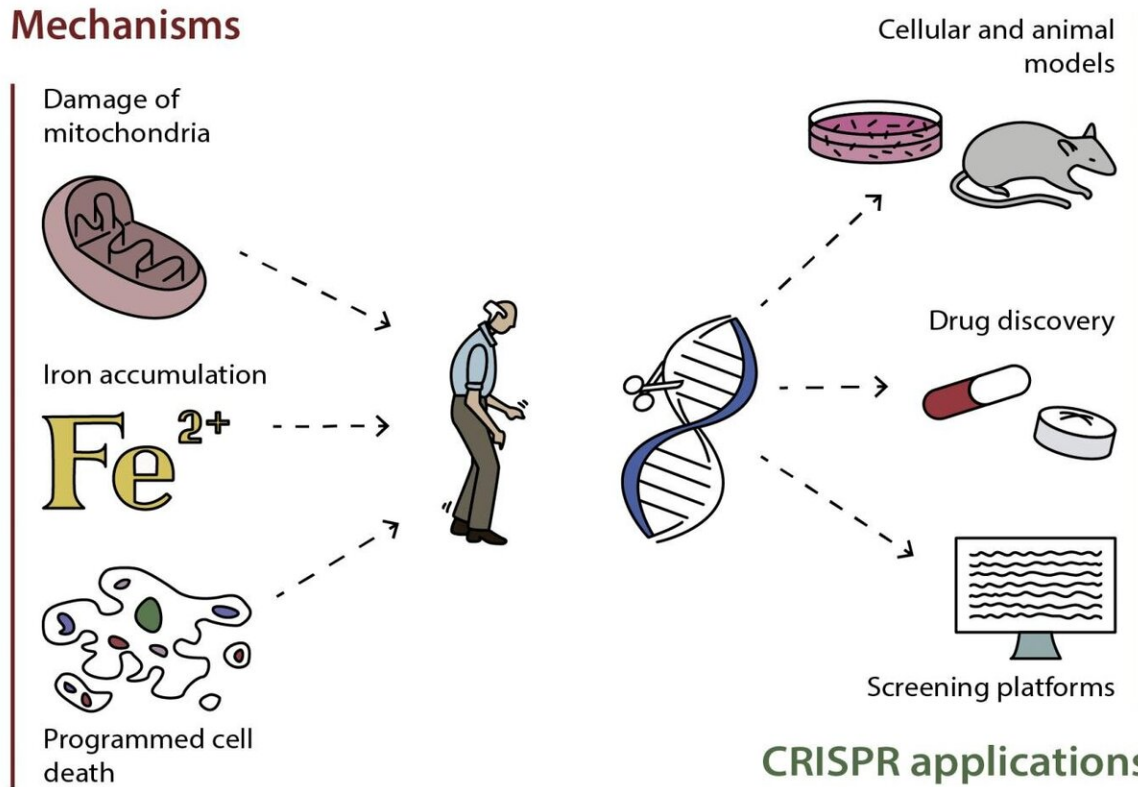 Mechanisms
Damage of
mitochondria
Iron accumulation
Fe2+
Programmed cell
death
Cellular and animal
models
Drug discovery
Screening platforms
CRISPR applications